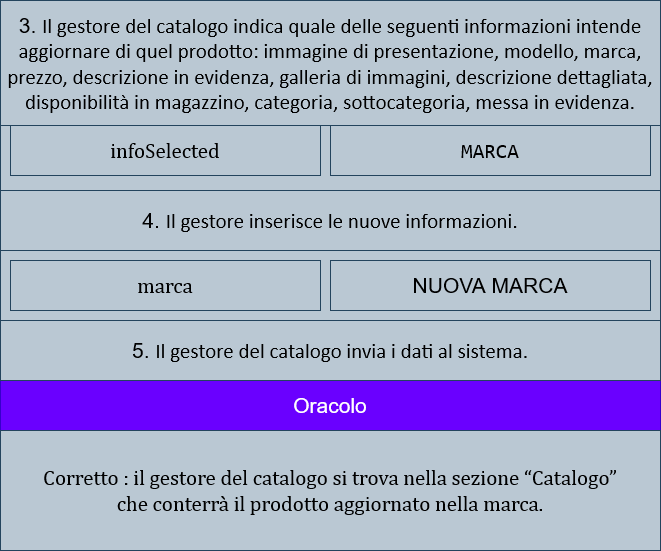 3. Il gestore del catalogo indica quale delle seguenti informazioni intende
aggiornare di quel prodotto: immagine di presentazione, modello, marca,
prezzo, descrizione in evidenza, galleria di immagini, descrizione dettagliata,
disponibilità in magazzino, categoria, sottocategoria, messa in evidenza.
infoSelected
MARCA
4. Il gestore inserisce le nuove informazioni.
marca
NUOVA MARCA
5. Il gestore del catalogo invia i dati al sistema.
Oracolo
Corretto : il gestore del catalogo si trova nella sezione “Catalogo”
che conterrà il prodotto aggiornato nella marca.